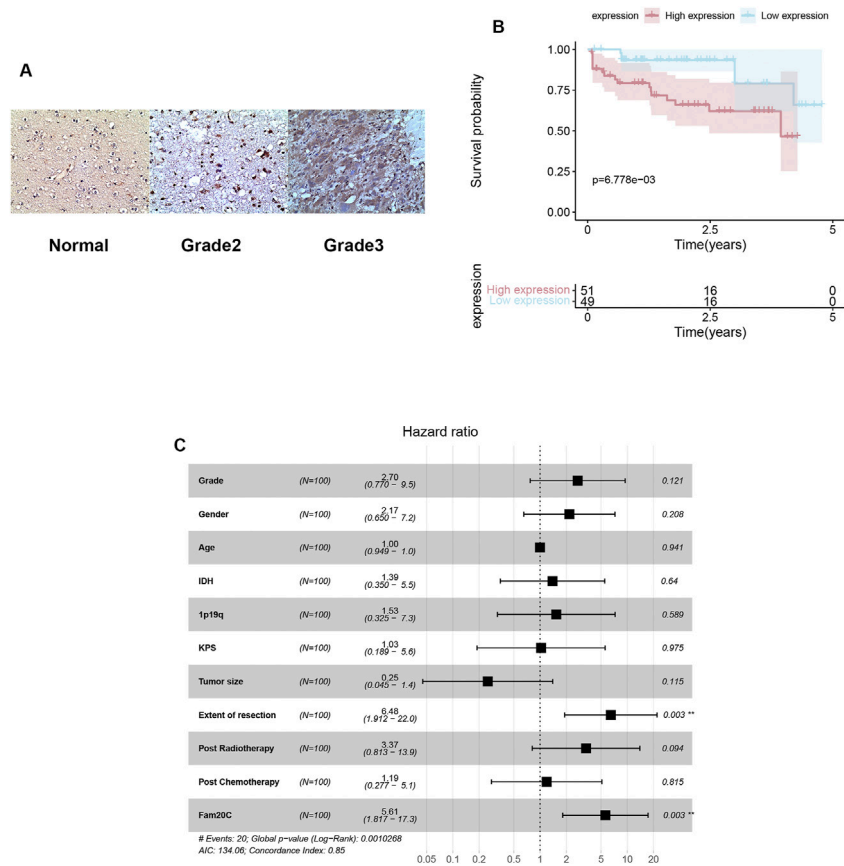 A
Normal Grade2 Grade3
B
expression High expression Low expression
Survival probability
1.00
0.75
0.50
0.25
0.00
p=6.778e−03
0 2.5 5
Time(years)
expression
High expression 51 16 0
Low expression 49 16 0
0 2.5 5
Time(years)
C
Hazard ratio
Grade (N=100) 2.70 (0.770 − 9.5) 0.121
Gender (N=100) 2.17 (0.650 − 7.2) 0.208
Age (N=100) 1.00 (0.949 − 1.0) 0.941
IDH (N=100) 1.39 (0.350 − 5.5) 0.64
1p19q (N=100) 1.53 (0.325 − 7.3) 0.589
KPS (N=100) 1.03 (0.189 − 5.6) 0.975
Tumor size (N=100) 0.25 (0.045 − 1.4) 0.115
Extent of resection (N=100) 6.48 (1.912 − 22.0) 0.003 **
Post Radiotherapy (N=100) 3.37 (0.813 − 13.9) 0.094
Post Chemotherapy (N=100) 1.19 (0.277 − 5.1) 0.815
Fam20C (N=100) 5.61 (1.817 − 17.3) 0.003 **
# Events: 20; Global p-value (Log-Rank): 0.0010268
AIC: 134.06; Concordance Index: 0.85
0.05 0.1 0.2 0.5 1 2 5 10 20